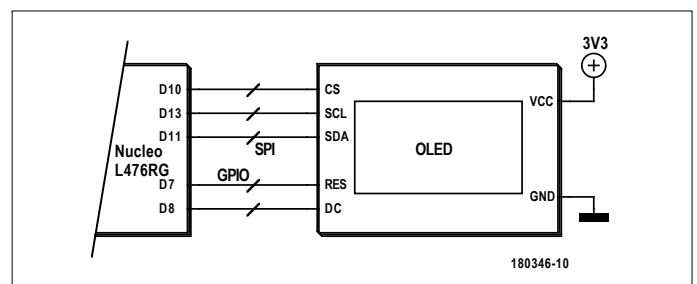 3V3
D10
CS
VCC
D13
SCL
D11
SDA
OLED
SPI
Nucleo
L476RG
GPIO
D7
RES
GND
D8
DC
180346-10